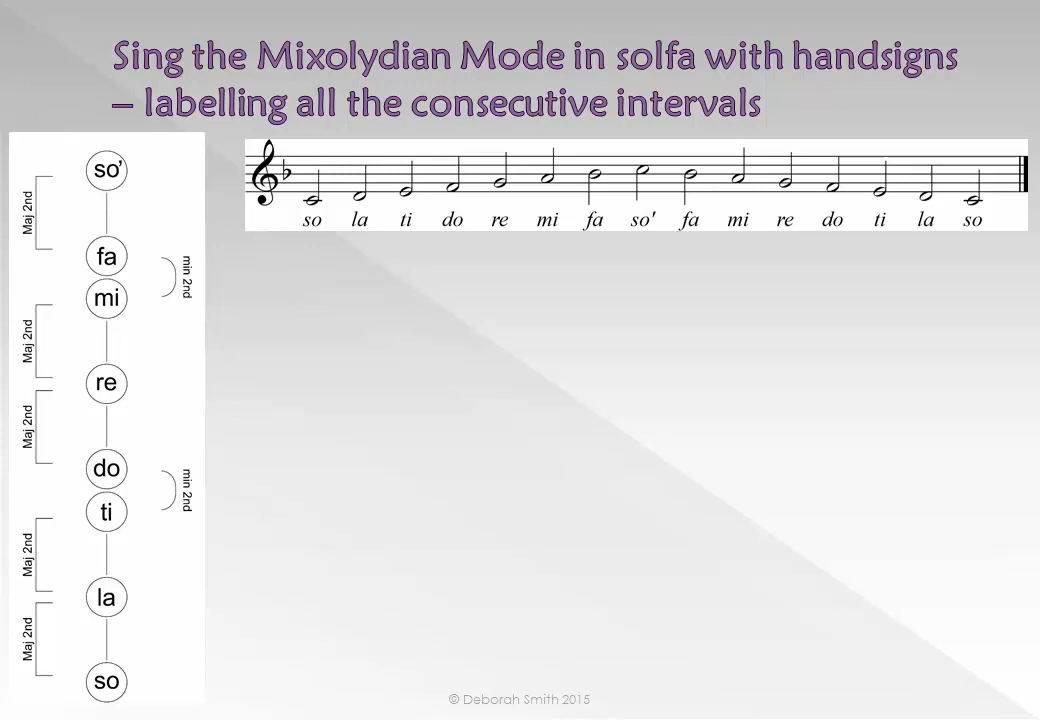 Sing the Mixolydian Mode in solfa with handsigns
– labelling all the consecutive intervals
so la ti do re mi fa so' fa mi re do ti la so
so’
Maj 2nd
fa
min 2nd
mi
Maj 2nd
re
Maj 2nd
do
min 2nd
ti
Maj 2nd
la
Maj 2nd
so
© Deborah Smith 2015